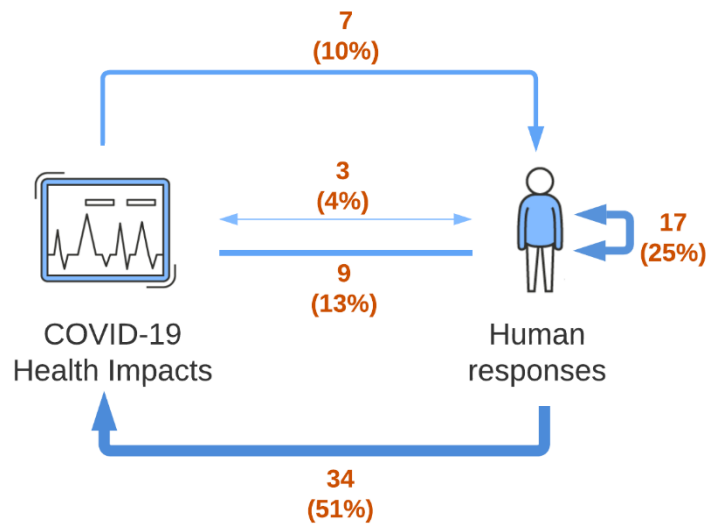 7
(10%)
3
(4%)
17
(25%)
9
(13%)
COVID-19
Health Impacts
Human
responses
34
(51%)